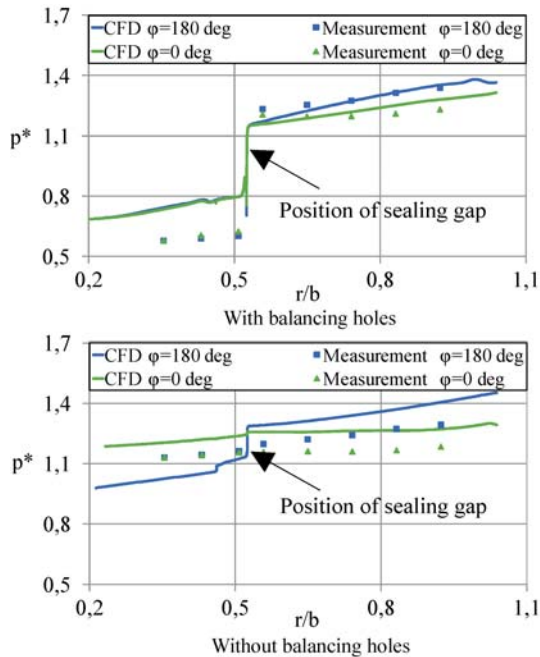 1,7
CFD φ=180 deg Measurement φ=180 deg
CFD φ=0 deg Measurement φ=0 deg
1,4
p* 1,1
0,8
Position of sealing gap
0,5
0,2 0,5 0,8 1,1
r/b
With balancing holes
1,7
CFD φ=180 deg Measurement φ=180 deg
CFD φ=0 deg Measurement φ=0 deg
1,4
p* 1,1
Position of sealing gap
0,8
0,5
0,2 0,5 0,8 1,1
r/b
Without balancing holes